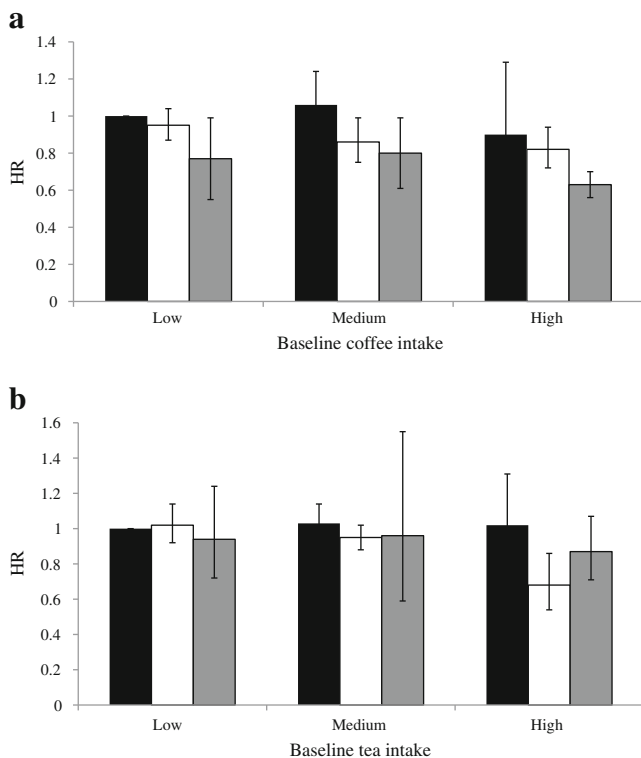 a
1.4
1.2
1
0.8
0.6
0.4
0.2
0
HR
Low Medium High
Baseline coffee intake
b
1.6
1.4
1.2
1
0.8
0.6
0.4
0.2
0
HR
Low Medium High
Baseline tea intake